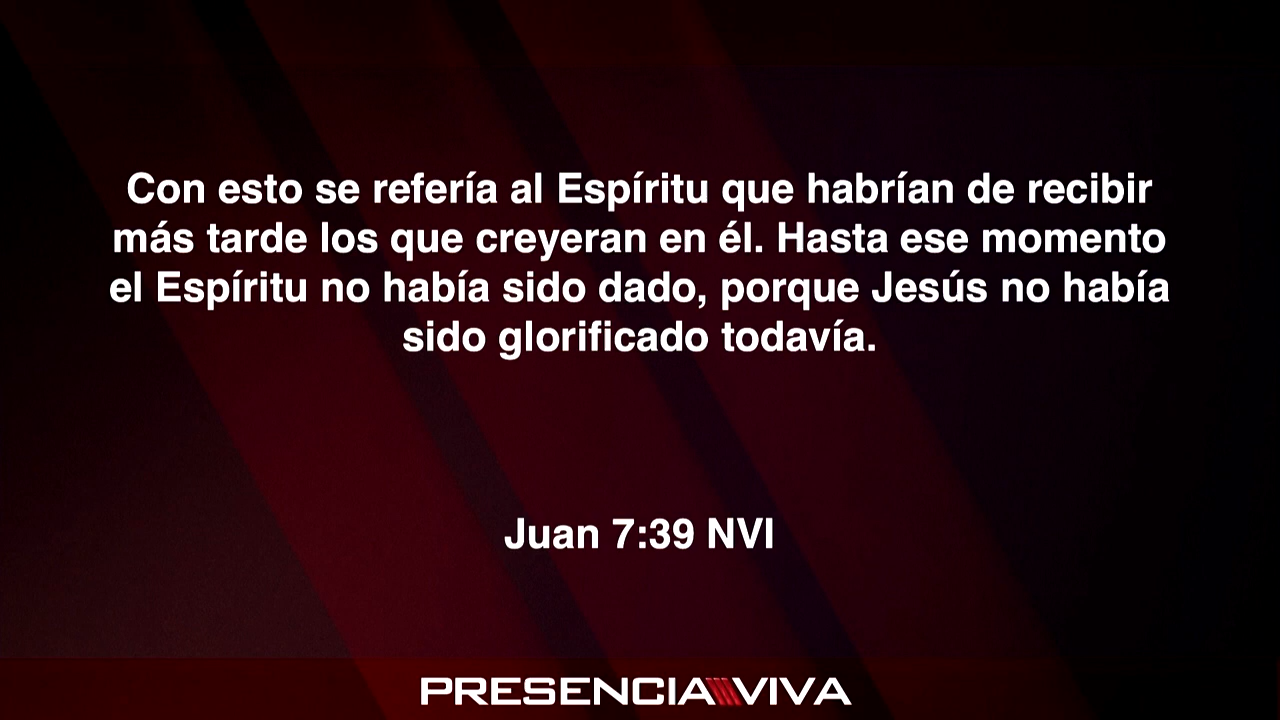 Con esto se refería al Espíritu que habrían de recibir
más tarde los que creyeran en él. Hasta ese momento
el Espíritu no había sido dado, porque Jesús no había
sido glorificado todavía.
Juan 7:39 NVI
PRESENCIA VIVA